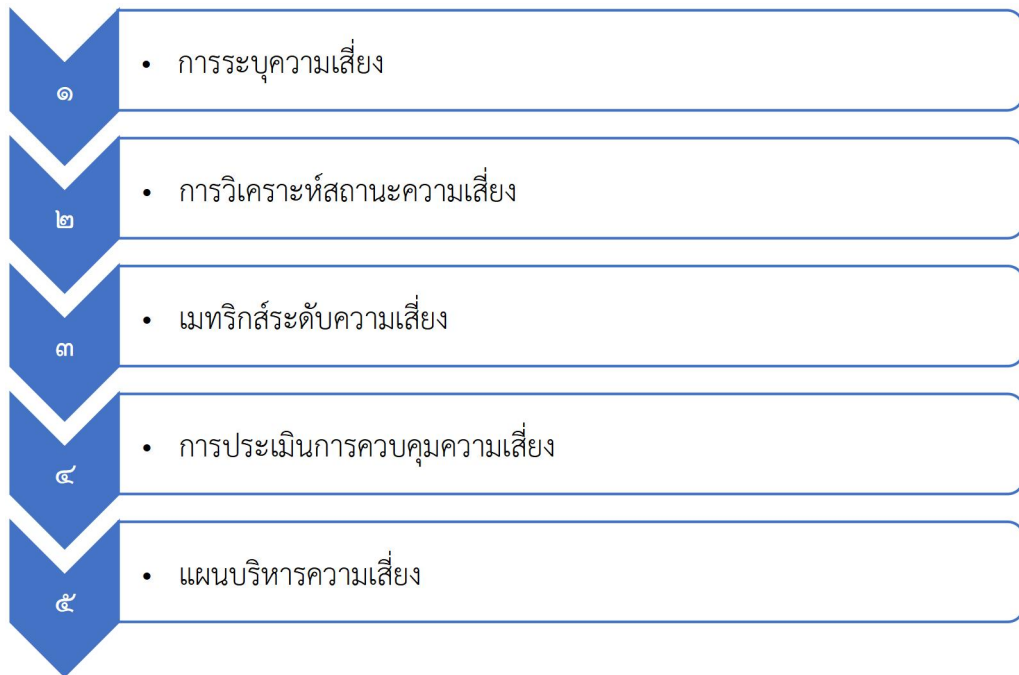 ๑
• การระบุความเสี่ยง
๒
• การวิเคราะห์สถานะความเสี่ยง
๓
• เมทริกส์ระดับความเสี่ยง
๔
• การประเมินการควบคุมความเสี่ยง
๕
• แผนบริหารความเสี่ยง